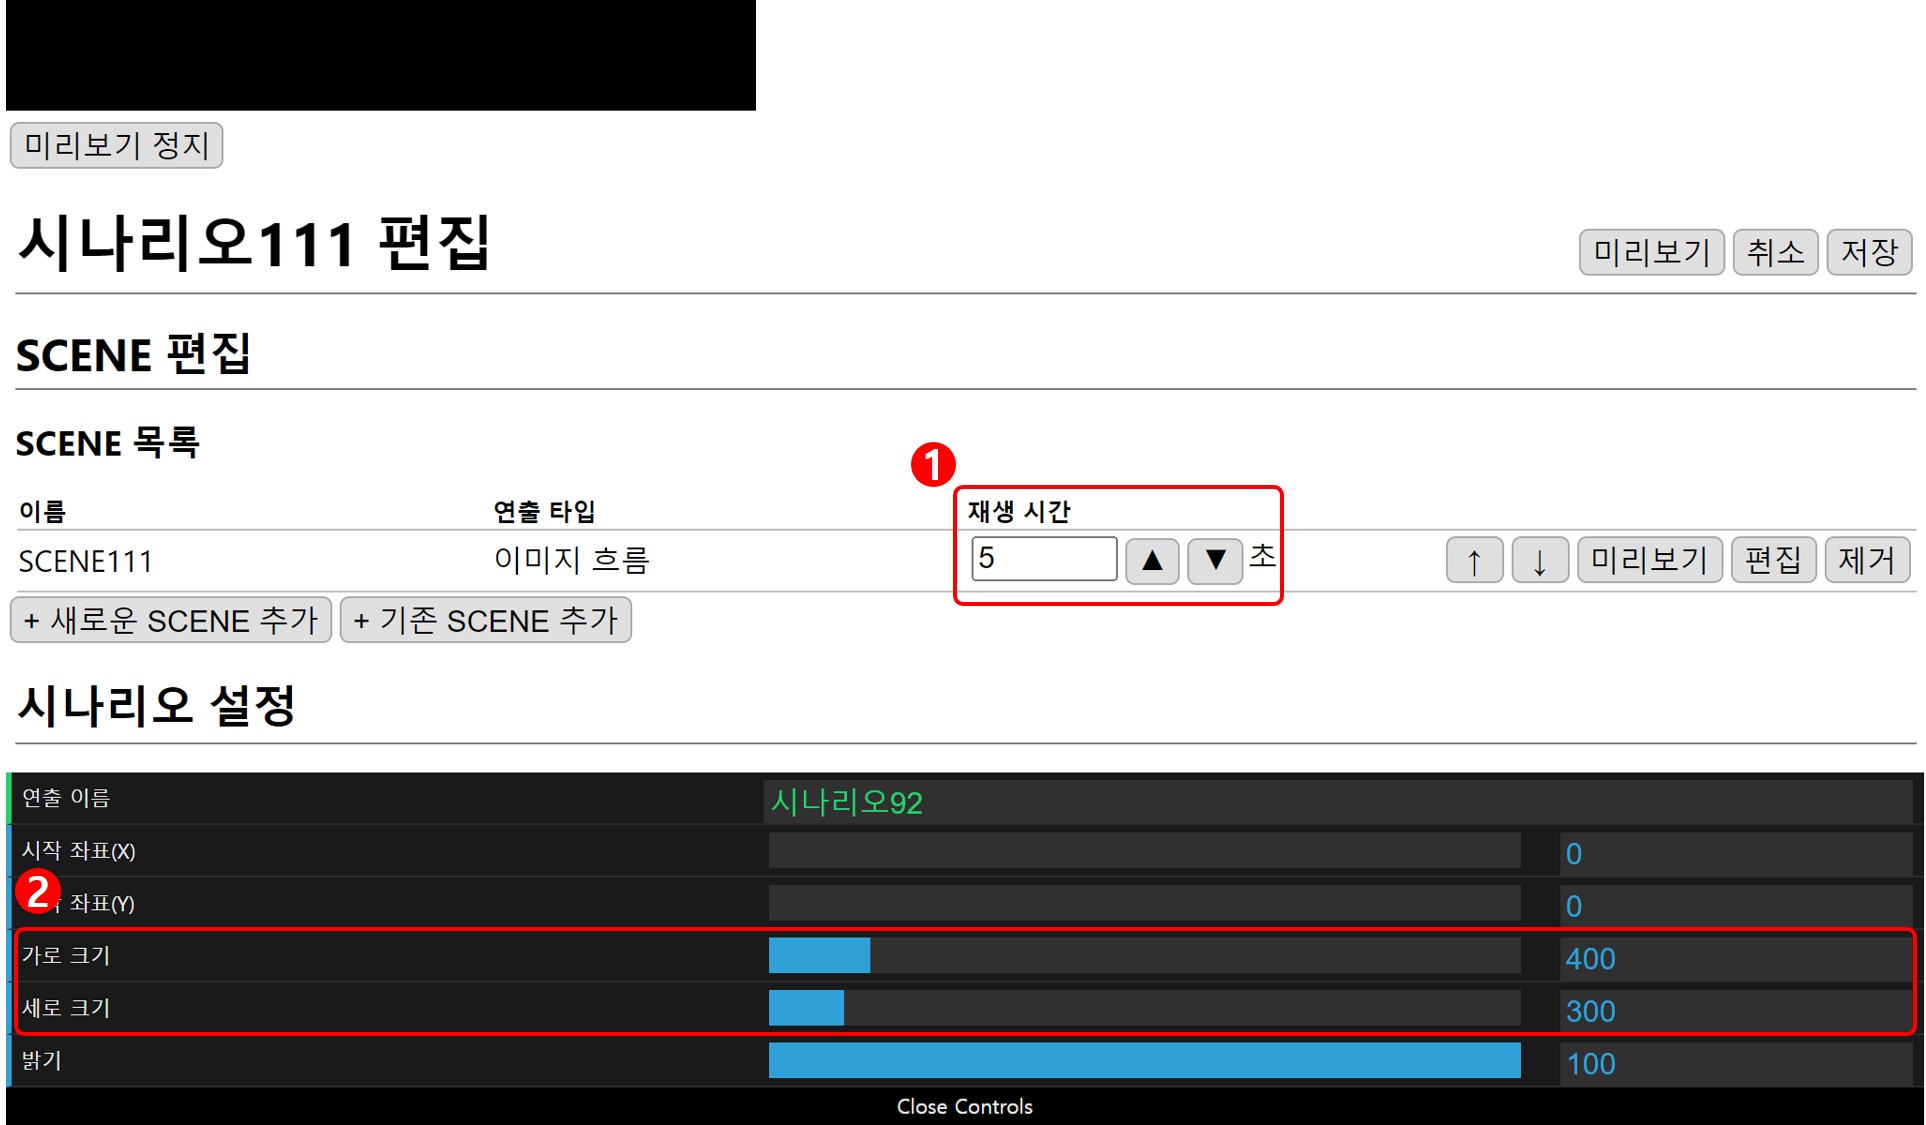 미리보기 정지
시나리오111 편집
미리보기 취소 저장
SCENE 편집
SCENE 목록
1
이름 연출 타입 재생 시간
SCENE111 이미지 흐름 5 ▲ ▼ 초 ↑ ↓ 미리보기 편집 제거
+ 새로운 SCENE 추가 + 기존 SCENE 추가
시나리오 설정
연출 이름 시나리오92
시작 좌표(X) 0
2 좌표(Y) 0
가로 크기 400
세로 크기 300
밝기 100
Close Controls